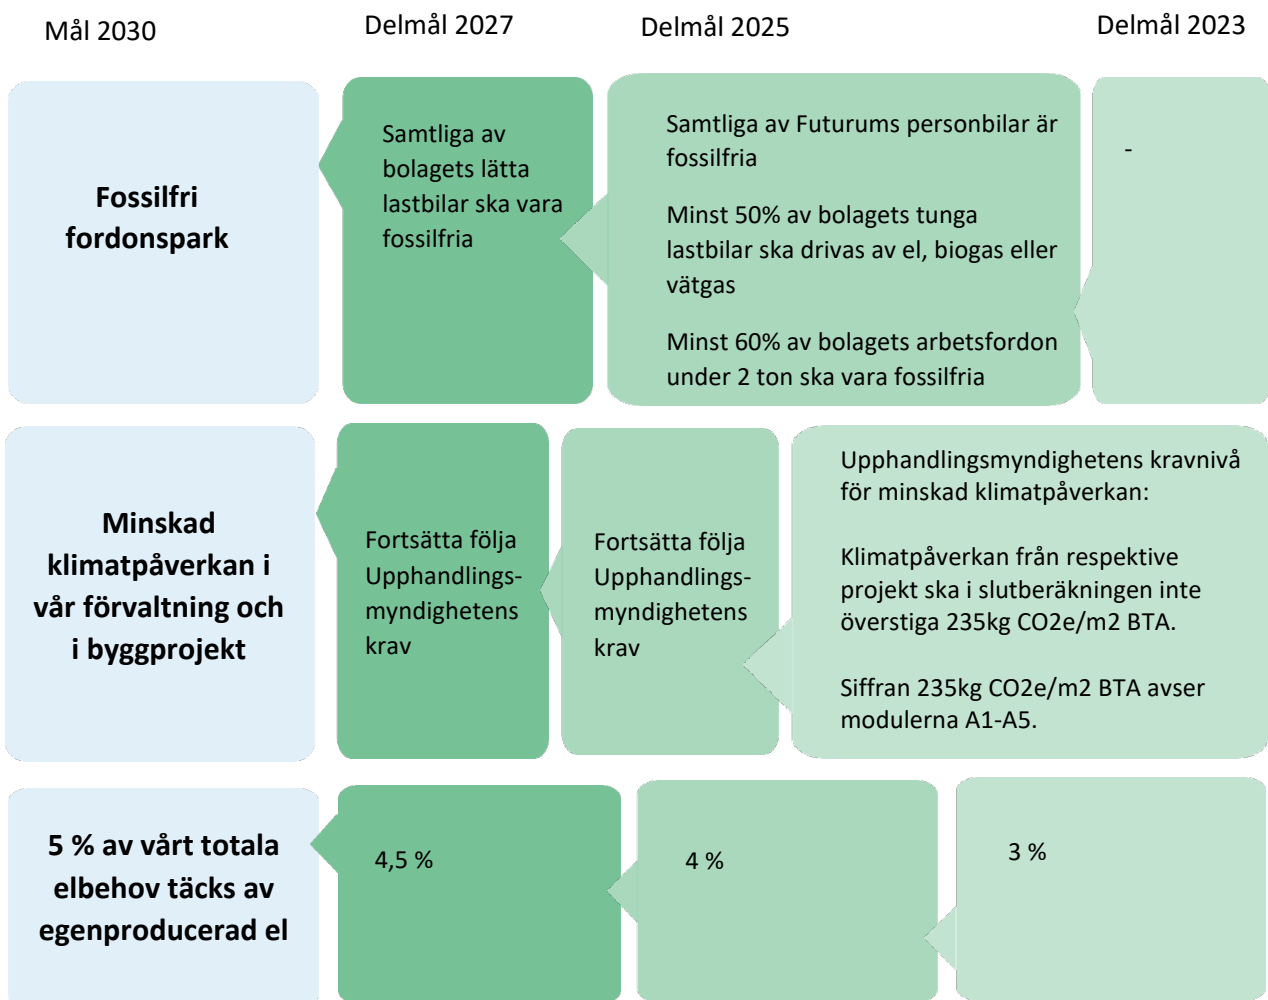 Mål 2030
Delmål 2027
Delmål 2025
Delmål 2023
Fossilfri
fordonspark
Samtliga av
bolagets lätta
lastbilar ska vara
fossilfria
Samtliga av Futurums personbilar är
fossilfria
Minst 50% av bolagets tunga
lastbilar ska drivas av el, biogas eller
vätgas
Minst 60% av bolagets arbetsfordon
under 2 ton ska vara fossilfria
-
Minskad
klimatpåverkan i
vår förvaltning och
i byggprojekt
Fortsätta följa
Upphandlings-
myndighetens
krav
Fortsätta följa
Upphandlings-
myndighetens
krav
Upphandlingsmyndighetens kravnivå
för minskad klimatpåverkan:
Klimatpåverkan från respektive
projekt ska i slutberäkningen inte
överstiga 235kg CO2e/m2 BTA.
Siffran 235kg CO2e/m2 BTA avser
modulerna A1-A5.
5 % av vårt totala
elbehov täcks av
egenproducerad el
4,5 %
4 %
3 %